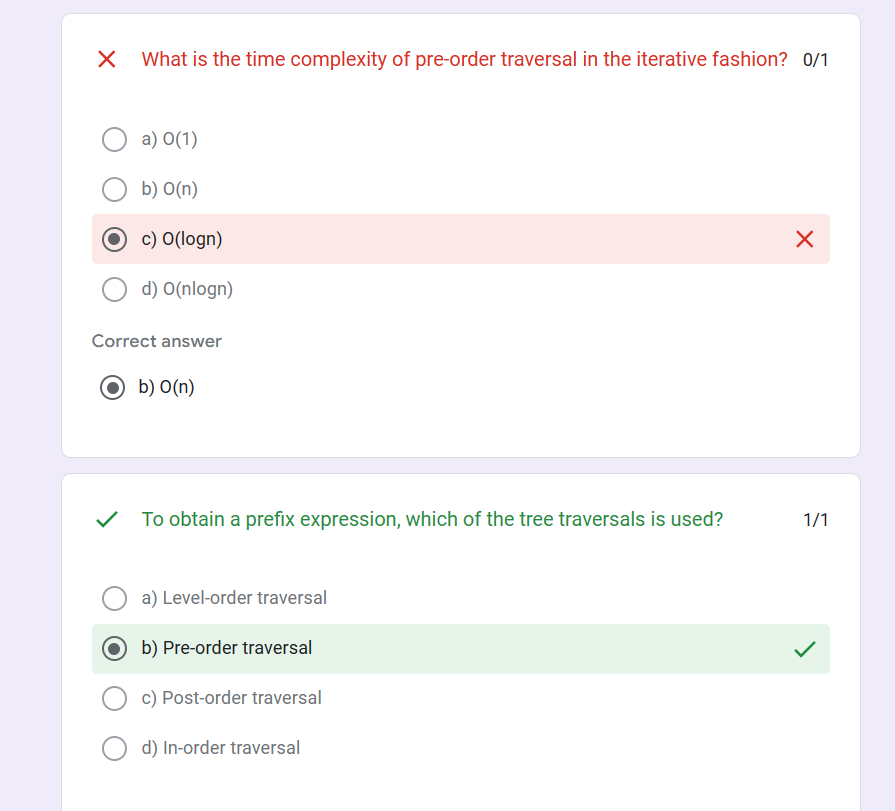 What is the time complexity of pre-order traversal in the iterative fashion? 0/1
a) O(1)
b) O(n)
c) O(logn)
d) O(nlogn)
Correct answer
b) O(n)
To obtain a prefix expression, which of the tree traversals is used? 1/1
a) Level-order traversal
b) Pre-order traversal
c) Post-order traversal
d) In-order traversal